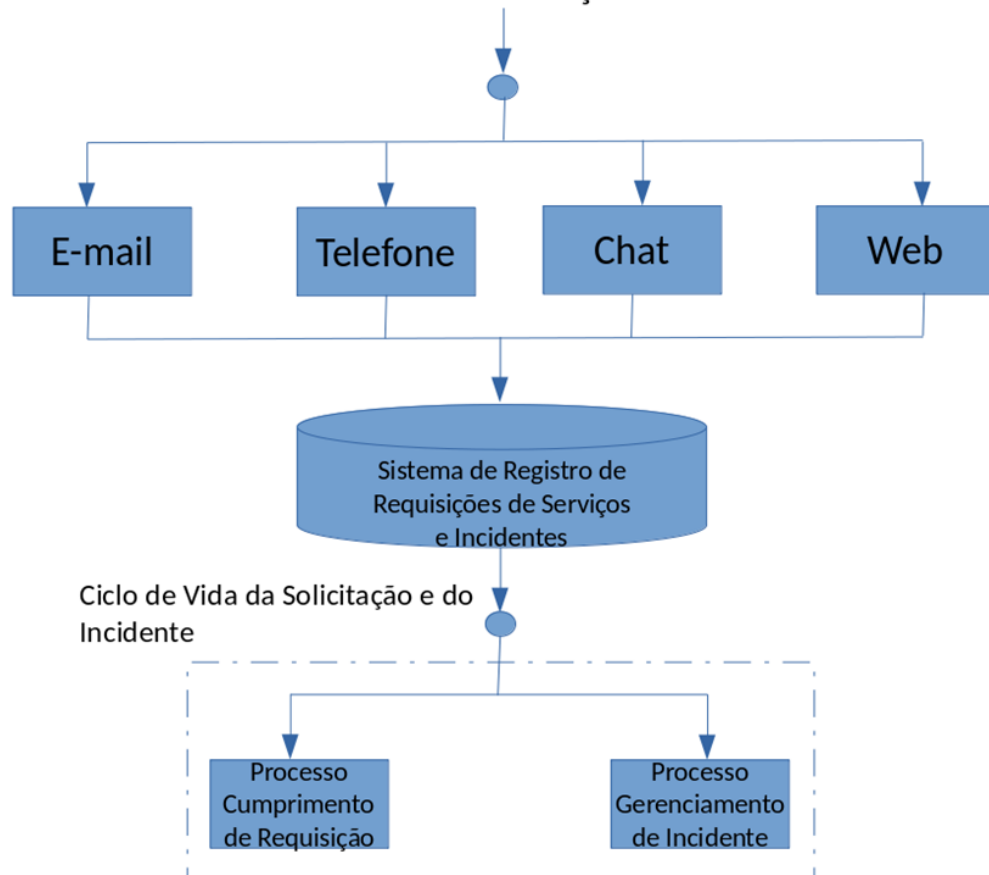 E-mail
Telefone
Chat
Web
Sistema de Registro de
Requisições de Serviços
e Incidentes
Ciclo de Vida da Solicitação e do
Incidente
Processo
Cumprimento
de Requisição
Processo
Gerenciamento
de Incidente